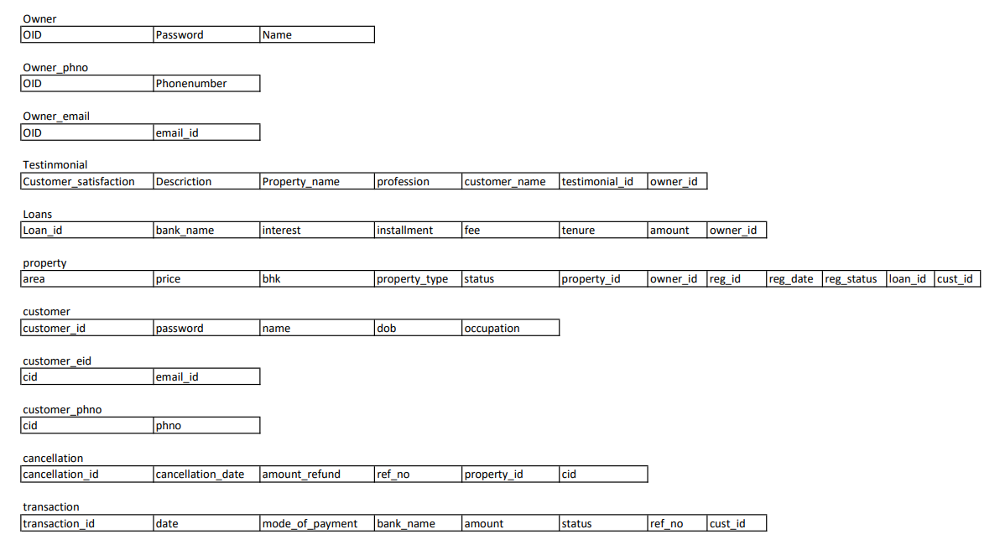 Owner
OID Password Name
Owner_phno
OID Phonenumber
Owner_email
OID email_id
Testinmonial
Customer_satisfaction Descriction Property_name profession customer_name testimonial_id owner_id
Loans
Loan_id bank_name interest installment fee tenure amount owner_id
property
area price bhk property_type status property_id owner_id reg_id reg_date reg_status loan_id cust_id
customer
customer_id password name dob occupation
customer_eid
cid email_id
customer_phno
cid phno
cancellation
cancellation_id cancellation_date amount_refund ref_no property_id cid
transaction
transaction_id date mode_of_payment bank_name amount status ref_no cust_id